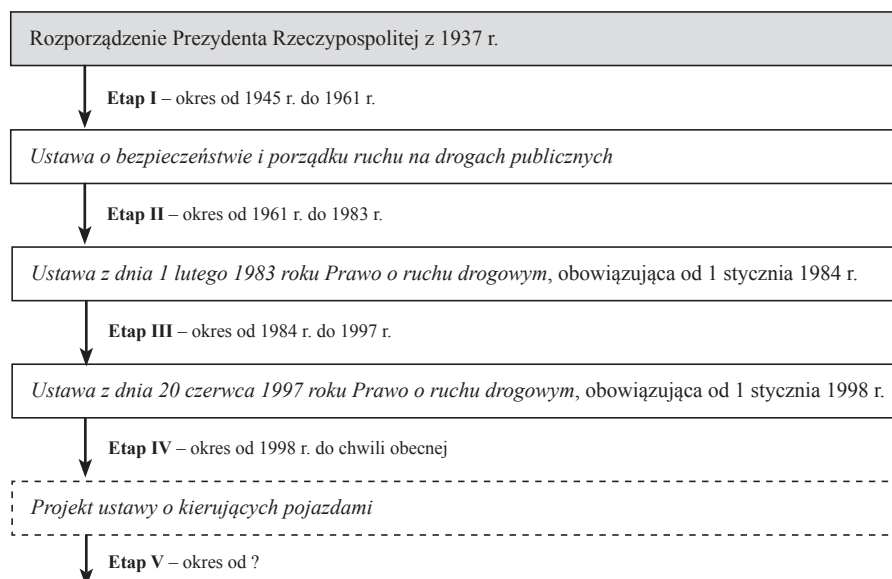 Rozporządzenie Prezydenta Rzeczypospolitej z 1937 r.
Etap I – okres od 1945 r. do 1961 r.
Ustawa o bezpieczeństwie i porządku ruchu na drogach publicznych
Etap II – okres od 1961 r. do 1983 r.
Ustawa z dnia 1 lutego 1983 roku Prawo o ruchu drogowym, obowiązująca od 1 stycznia 1984 r.
Etap III – okres od 1984 r. do 1997 r.
Ustawa z dnia 20 czerwca 1997 roku Prawo o ruchu drogowym, obowiązująca od 1 stycznia 1998 r.
Etap IV – okres od 1998 r. do chwili obecnej
Projekt ustawy o kierujących pojazdami
Etap V – okres od ?